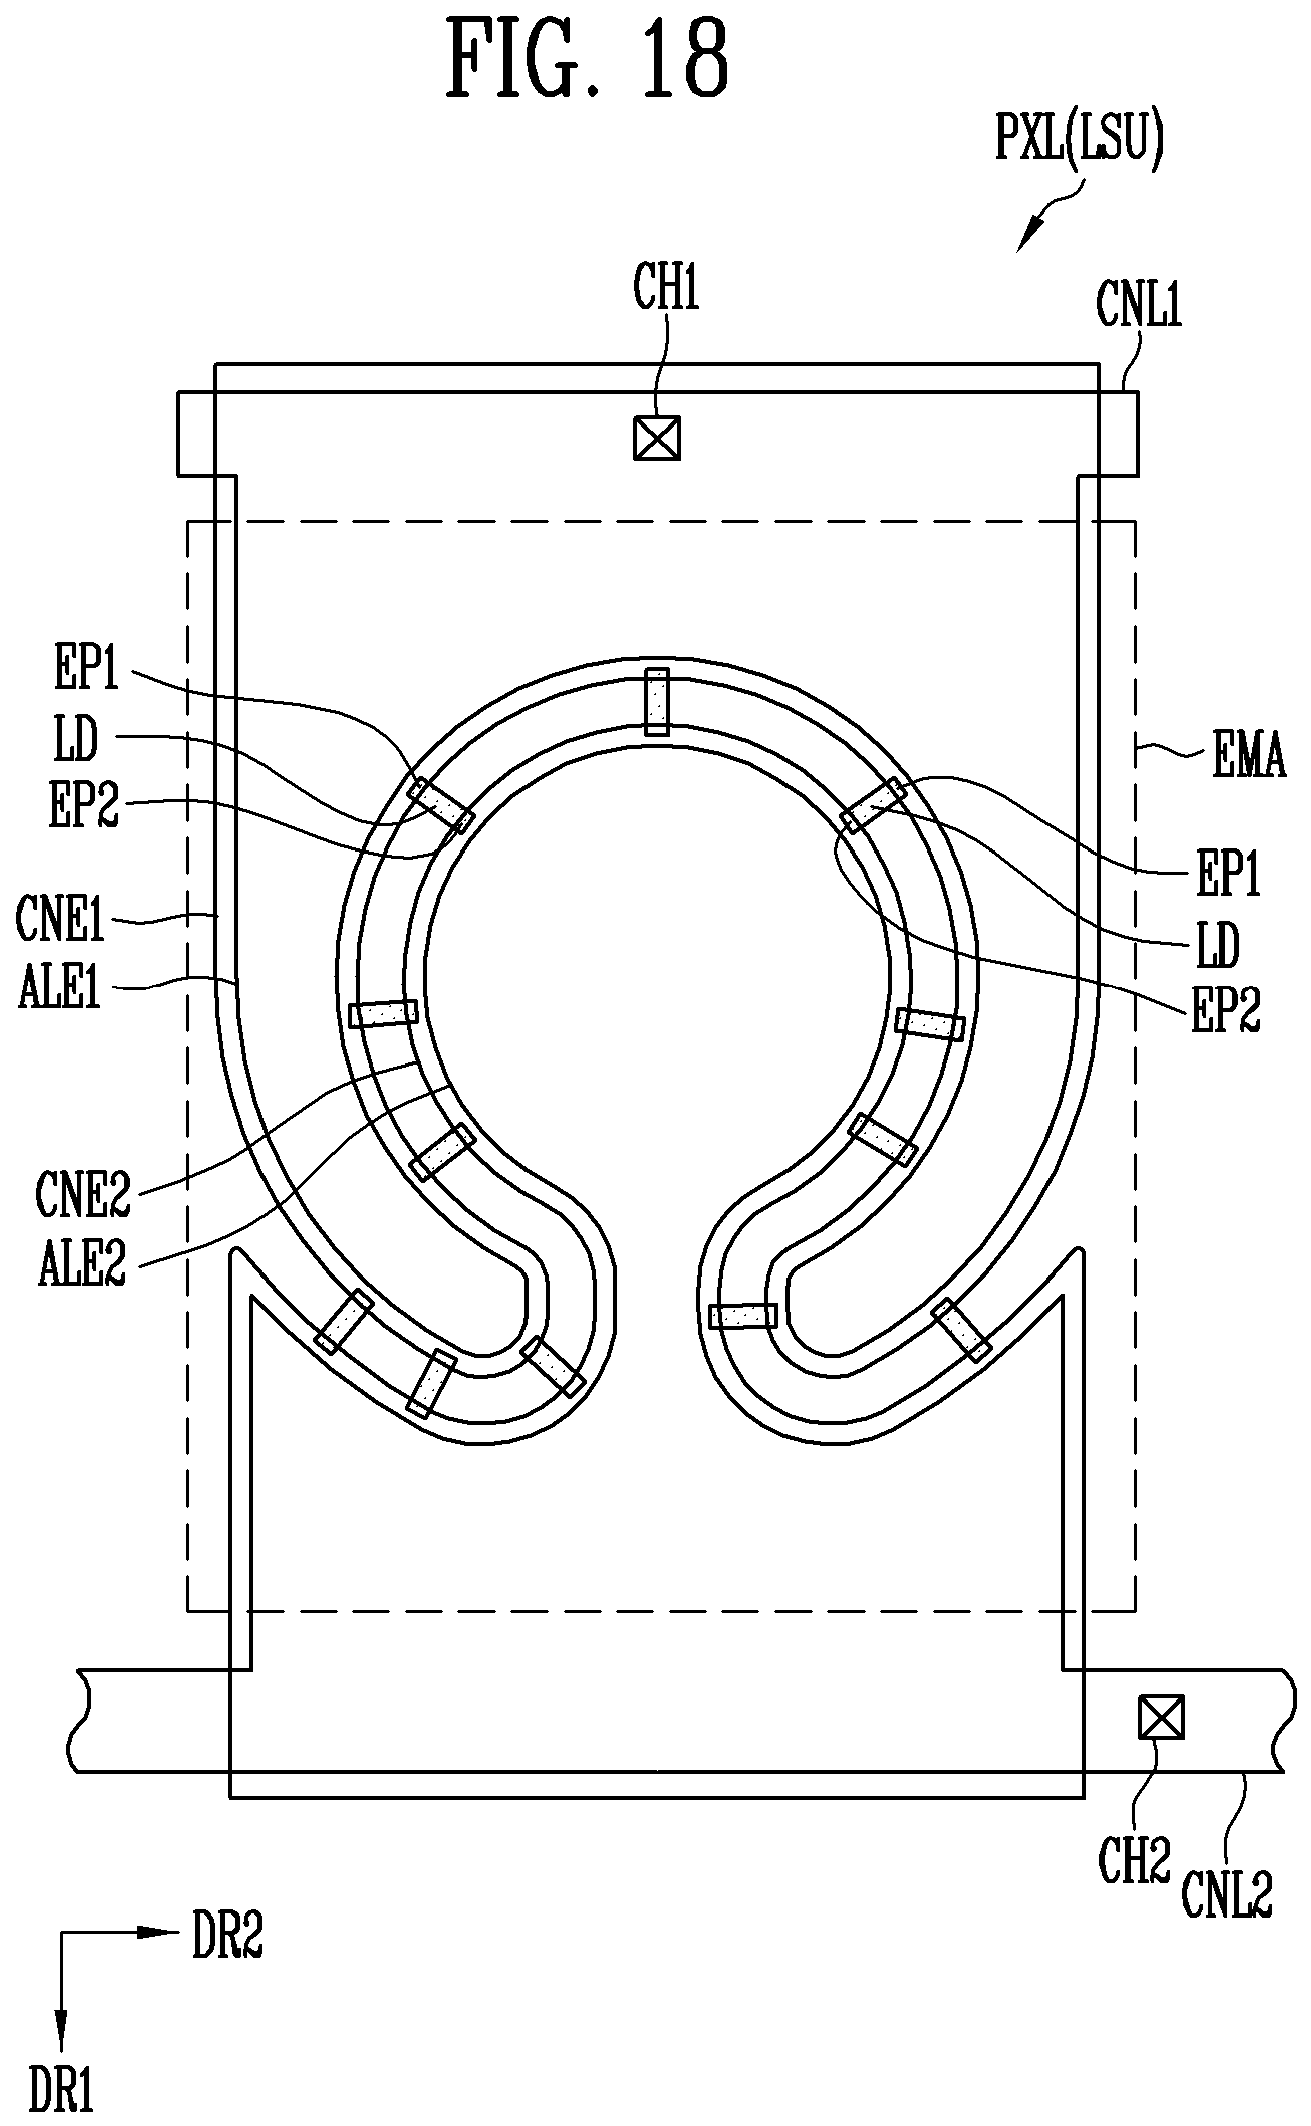 FIG. 18
PXL(LSU)
CH1
CNL1
EP1
LD
EP2
EMA
EP1
CNE1
LD
ALE1
EP2
CNE2
ALE2
CH2
CNL2
DR2
DR1